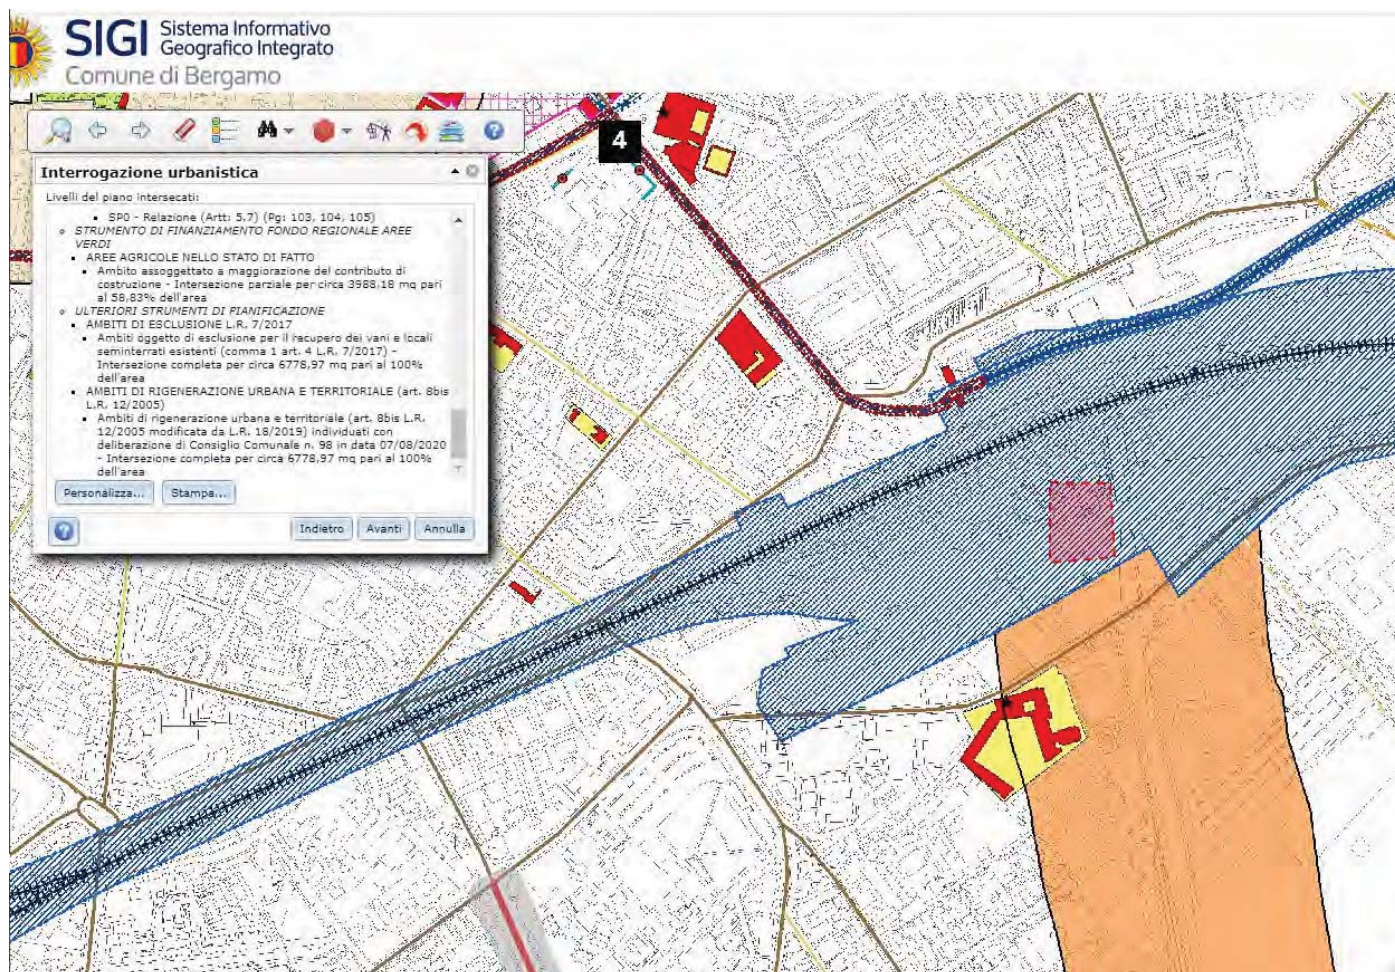 SIGI Sistema Informativo
Geografico Integrato
Comune di Bergamo
4
Interrogazione urbanistica
Livelli del piano intersecati:
SP0 - Relazione (Artt: 5.7) (Pg: 103, 104, 105)
STRUMENTO DI FINANZIAMENTO FONDO REGIONALE AREE
VERDI
AREE AGRICOLE NELLO STATO DI FATTO
Ambito assoggettato a maggiorazione del contributo di
costruzione - Intersezione parziale per circa 3988,18 mq pari
al 58,83% dell'area
ULTERIORI STRUMENTI DI PIANIFICAZIONE
AMBITI DI ESCLUSIONE L.R. 7/2017
Ambiti oggetto di esclusione per il recupero dei vani e locali
seminterrati esistenti (comma 1 art. 4 L.R. 7/2017) -
Intersezione completa per circa 6778,97 mq pari al 100%
dell'area
AMBITI DI RIGENERAZIONE URBANA E TERRITORIALE (art. 8bis
L.R. 12/2005)
Ambiti di rigenerazione urbana e territoriale (art. 8bis L.R.
12/2005 modificata da L.R. 18/2019) individuati con
deliberazione di Consiglio Comunale n. 98 in data 07/08/2020
- Intersezione completa per circa 6778,97 mq pari al 100%
dell'area
Personalizza... Stampa...
Indietro Avanti Annulla